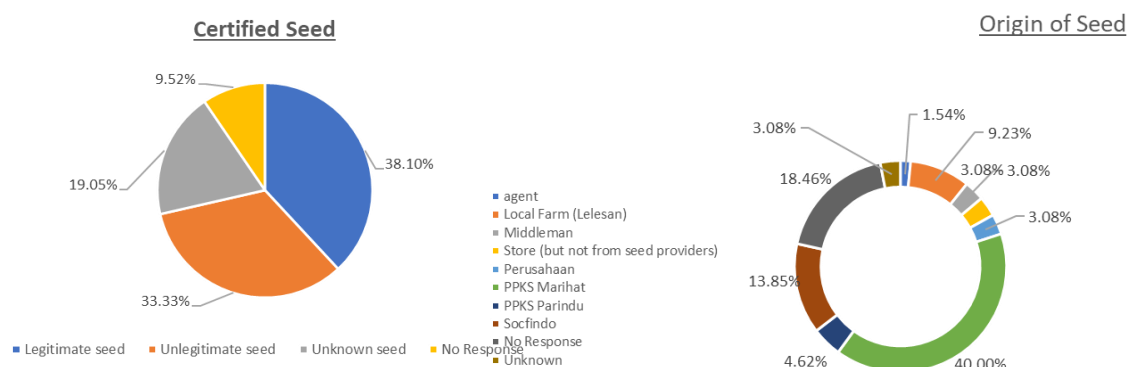 Certified Seed
9.52%
38.10%
19.05%
33.33%
Legitimate seed Unlegitimate seed Unknown seed No Response
Origin of Seed
agent
Local Farm (Lelesan)
Middleman
Store (but not from seed providers)
Perusahaan
PPKS Marihat
PPKS Parindu
Socfindo
No Response
Unknown
3.08%
1.54%
9.23%
18.46%
3.08%
3.08%
3.08%
13.85%
4.62%
40.00%